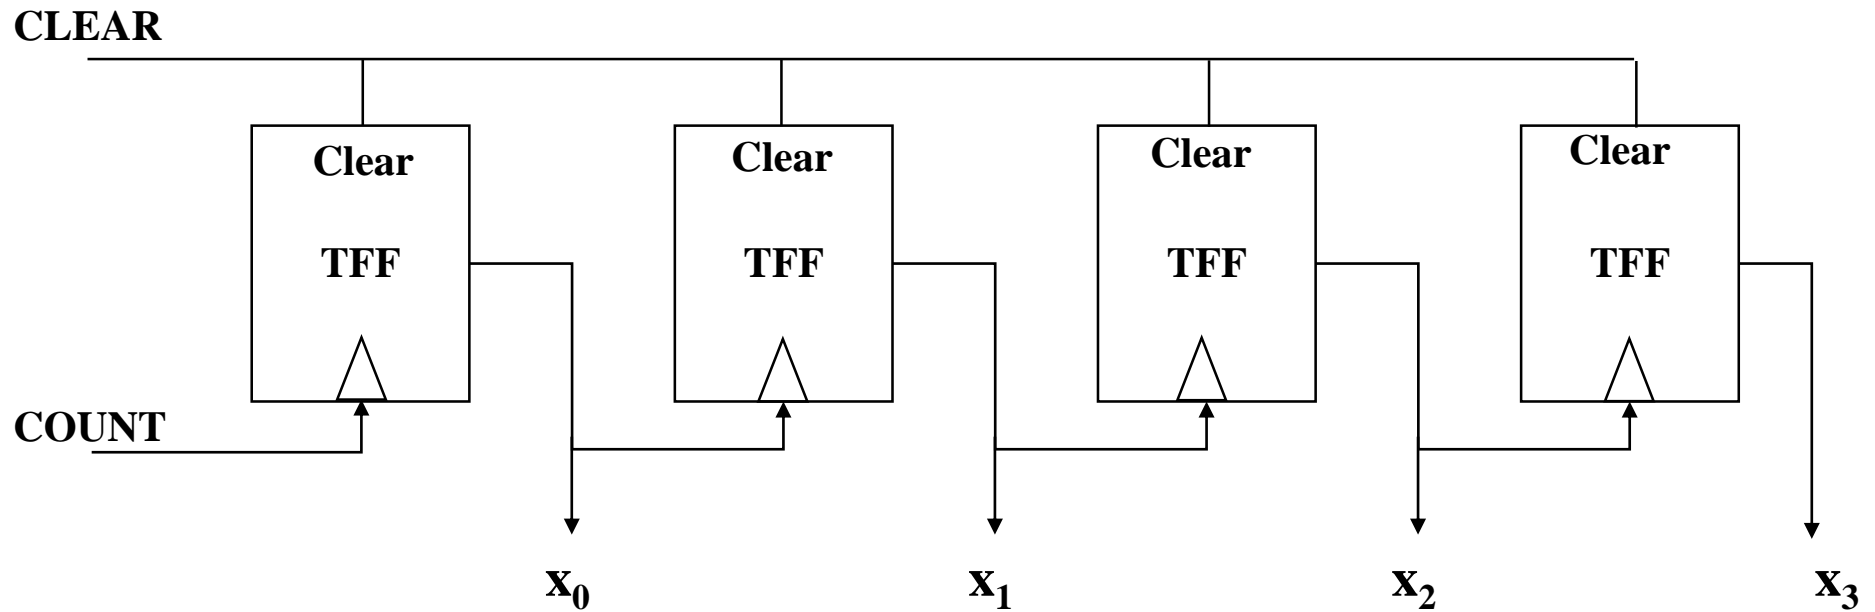 CLEAR
Clear Clear Clear Clear
TFF TFF TFF TFF
COUNT
x₀ x₁ x₂ x₃